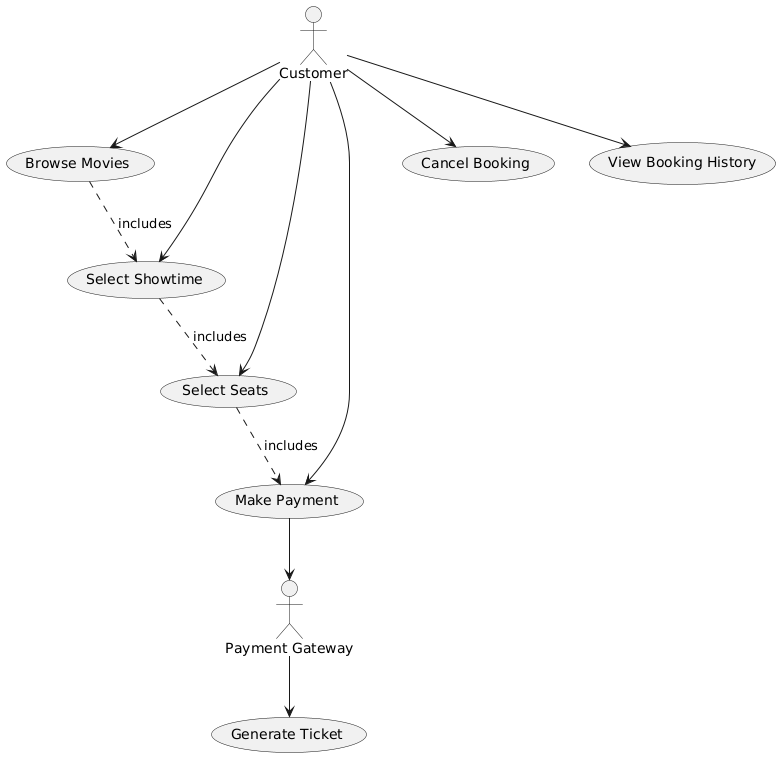 Customer
Browse Movies
Cancel Booking
View Booking History
includes
Select Showtime
includes
Select Seats
includes
Make Payment
Payment Gateway
Generate Ticket